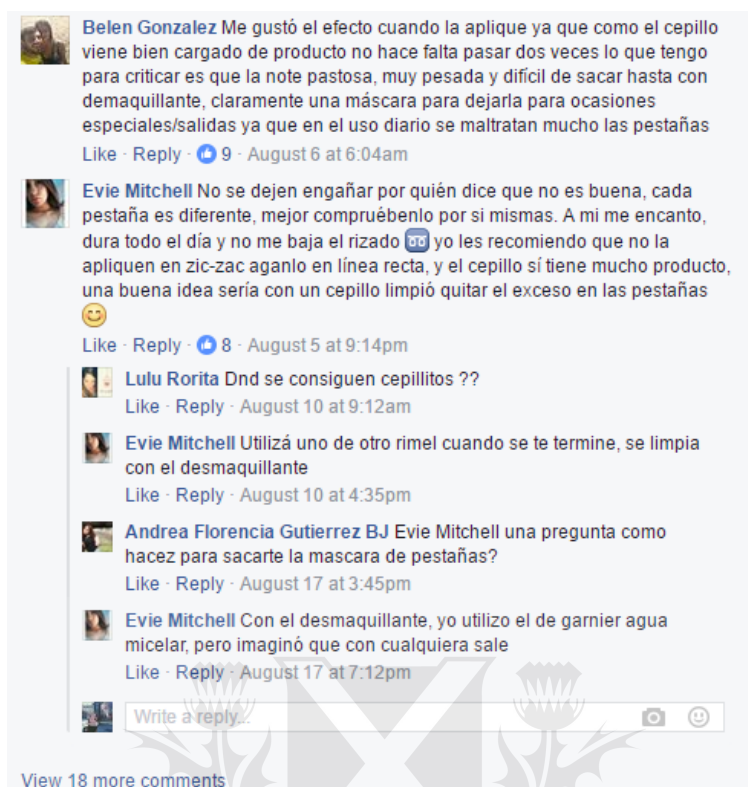 Belen Gonzalez Me gustó el efecto cuando la aplique ya que como el cepillo
viene bien cargado de producto no hace falta pasar dos veces lo que tengo
para criticar es que la note pastosa, muy pesada y difícil de sacar hasta con
demaquillante, claramente una máscara para dejarla para ocasiones
especiales/salidas ya que en el uso diario se maltratan mucho las pestañas
Like · Reply · 9 · August 6 at 6:04am
Evie Mitchell No se dejen engañar por quién dice que no es buena, cada
pestaña es diferente, mejor compruébenlo por si mismas. A mi me encanto,
dura todo el día y no me baja el rizado ➿ yo les recomiendo que no la
apliquen en zic-zac aganlo en línea recta, y el cepillo sí tiene mucho producto,
una buena idea sería con un cepillo limpió quitar el exceso en las pestañas
😊
Like · Reply · 8 · August 5 at 9:14pm
Lulu Rorita Dnd se consiguen cepillitos ??
Like · Reply · August 10 at 9:12am
Evie Mitchell Utilizá uno de otro rimel cuando se te termine, se limpia
con el desmaquillante
Like · Reply · August 10 at 4:35pm
Andrea Florencia Gutierrez BJ Evie Mitchell una pregunta como
hacez para sacarte la mascara de pestañas?
Like · Reply · August 17 at 3:45pm
Evie Mitchell Con el desmaquillante, yo utilizo el de garnier agua
micelar, pero imaginó que con cualquiera sale
Like · Reply · August 17 at 7:12pm
Write a reply...
View 18 more comments